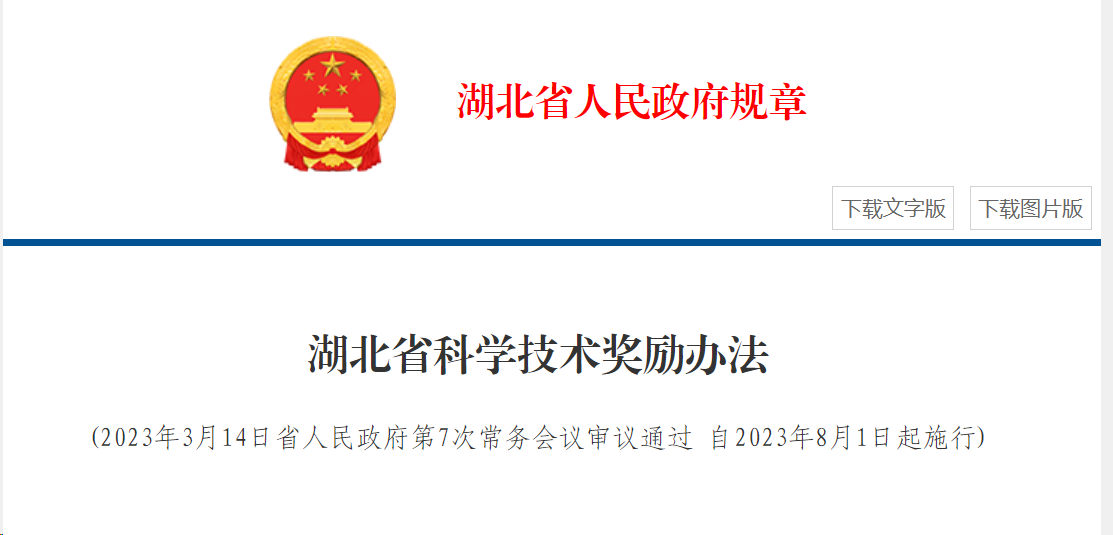 湖北省人民政府规章
下载文字版 下载图片版
湖北省科学技术奖励办法
(2023年3月14日省人民政府第7次常务会议审议通过 自2023年8月1日起施行)